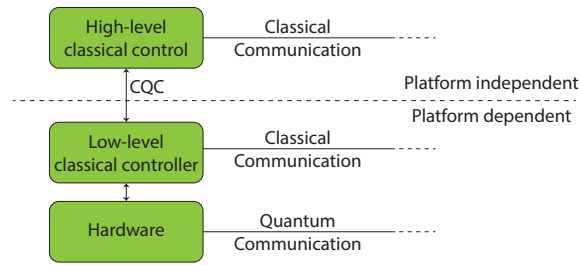 High-level
classical control
Classical
Communication
CQC
Platform independent
Platform dependent
Low-level
classical controller
Classical
Communication
Hardware
Quantum
Communication